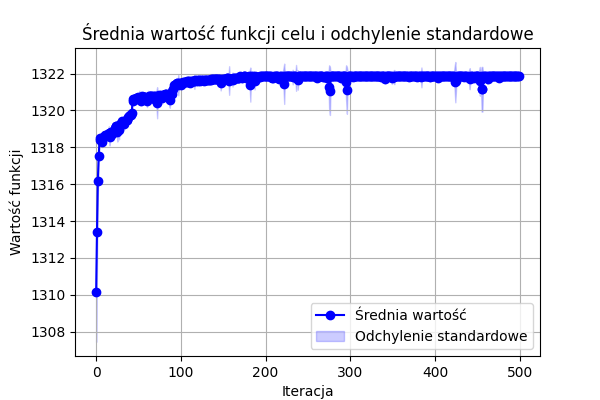 Średnia wartość funkcji celu i odchylenie standardowe
Wartość funkcji
1322
1320
1318
1316
1314
1312
1310
1308
0 100 200 300 400 500
Iteracja
Średnia wartość
Odchylenie standardowe